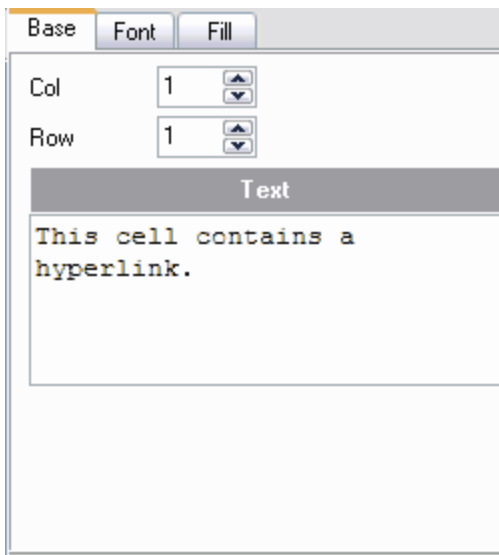 Base Font Fill
Col 1
Row 1
Text
This cell contains a
hyperlink.